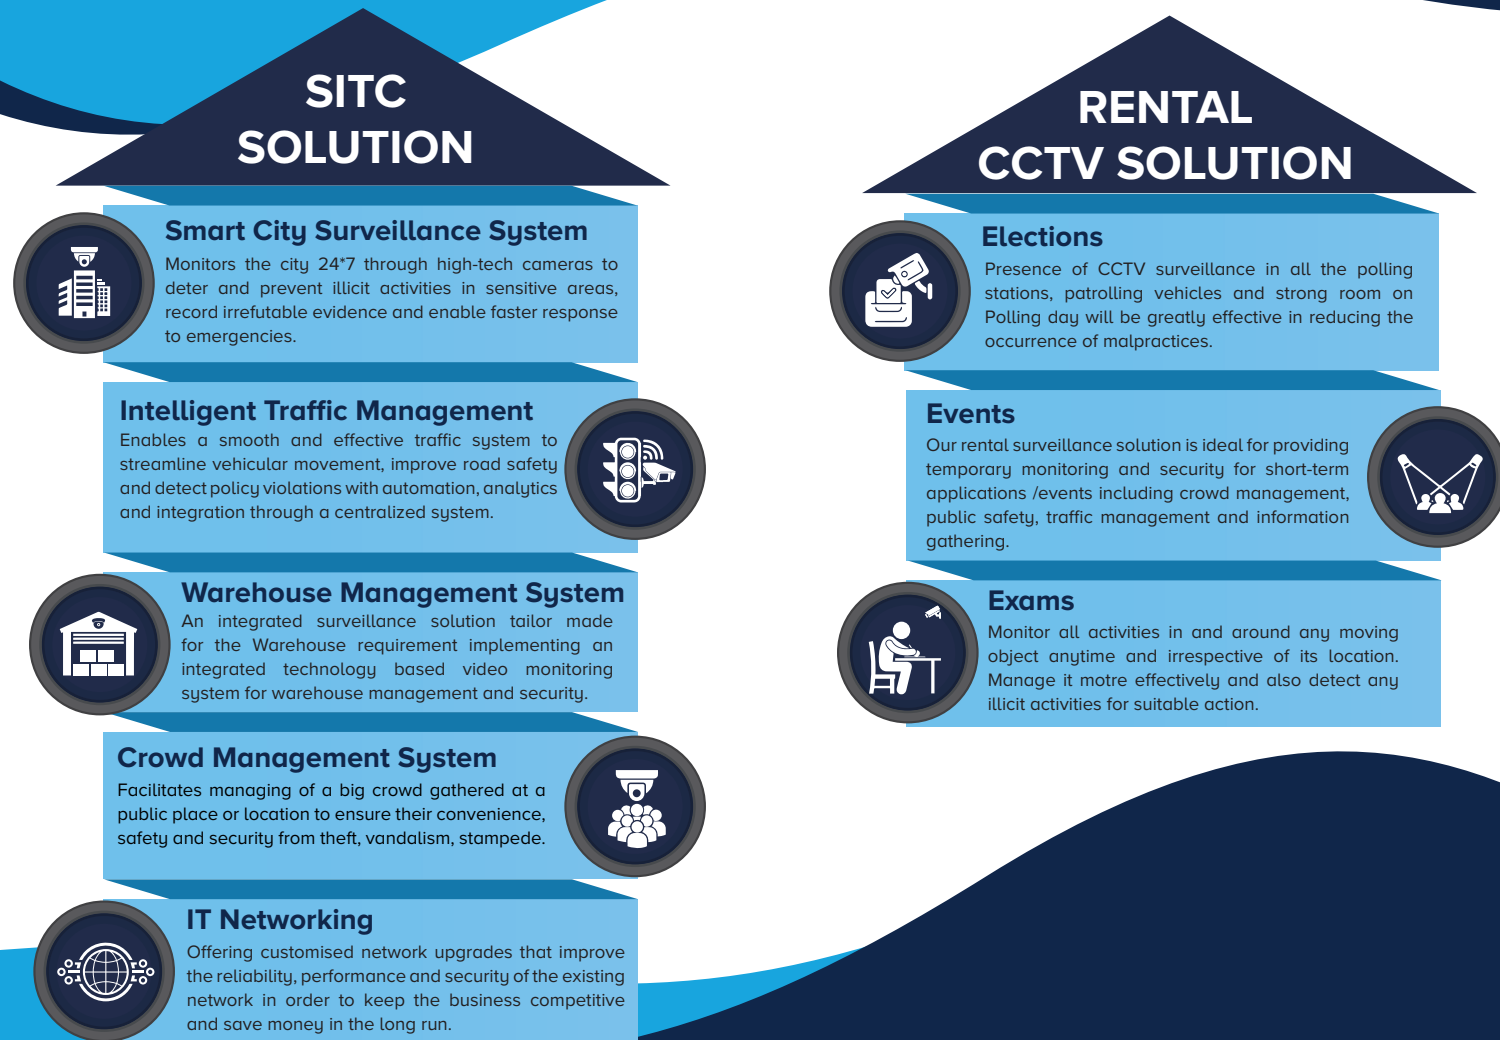 SITC
SOLUTION
Smart City Surveillance System
Monitors the city 24*7 through high-tech cameras to
deter and prevent illicit activities in sensitive areas,
record irrefutable evidence and enable faster response
to emergencies.
Intelligent Traffic Management
Enables a smooth and effective traffic system to
streamline vehicular movement, improve road safety
and detect policy violations with automation, analytics
and integration through a centralized system.
Warehouse Management System
An integrated surveillance solution tailor made
for the Warehouse requirement implementing an
integrated technology based video monitoring
system for warehouse management and security.
Crowd Management System
Facilitates managing of a big crowd gathered at a
public place or location to ensure their convenience,
safety and security from theft, vandalism, stampede.
IT Networking
Offering customised network upgrades that improve
the reliability, performance and security of the existing
network in order to keep the business competitive
and save money in the long run.
RENTAL
CCTV SOLUTION
Elections
Presence of CCTV surveillance in all the polling
stations, patrolling vehicles and strong room on
Polling day will be greatly effective in reducing the
occurrence of malpractices.
Events
Our rental surveillance solution is ideal for providing
temporary monitoring and security for short-term
applications /events including crowd management,
public safety, traffic management and information
gathering.
Exams
Monitor all activities in and around any moving
object anytime and irrespective of its location.
Manage it motre effectively and also detect any
illicit activities for suitable action.